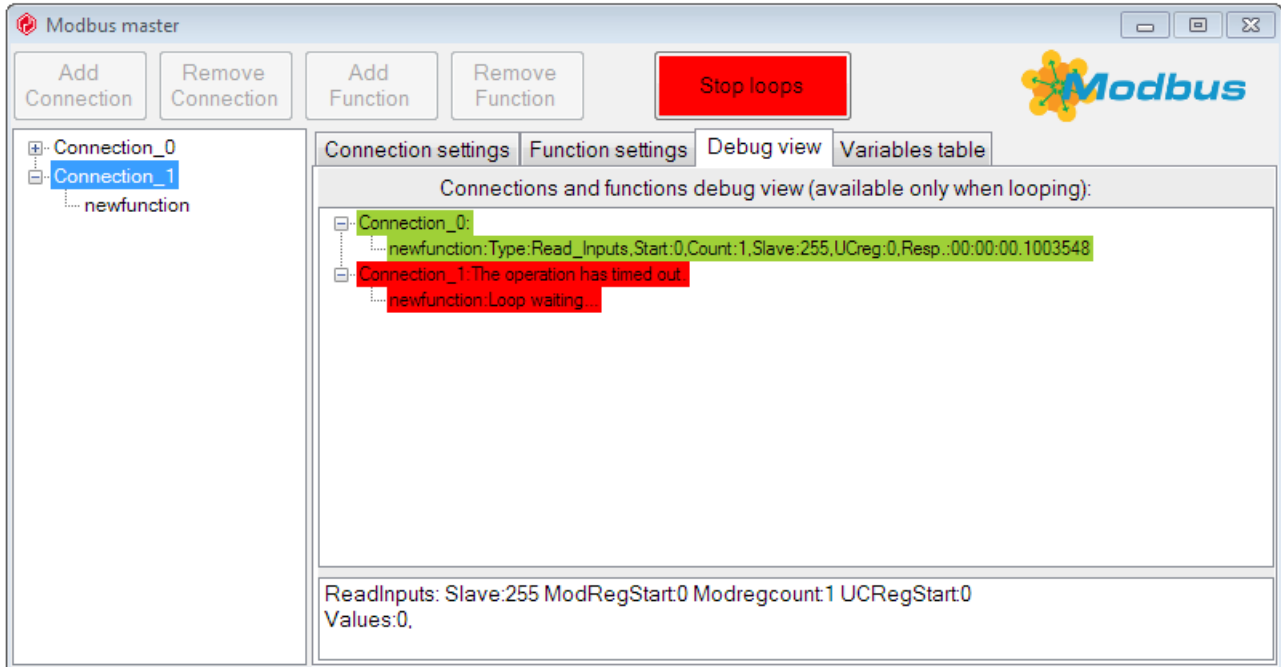 Modbus master
Add Connection
Remove Connection
Add Function
Remove Function
Stop loops
Modbus
Connection_0
Connection_1
newfunction
Connection settings
Function settings
Debug view
Variables table
Connections and functions debug view (available only when looping):
Connection_0:
newfunction:Type:Read_Inputs,Start:0,Count:1,Slave:255,UCreg:0,Resp.:00:00:00.1003548
Connection_1:The operation has timed out.
newfunction:Loop waiting...
ReadInputs: Slave:255 ModRegStart:0 Modregcount:1 UCRegStart:0
Values:0,